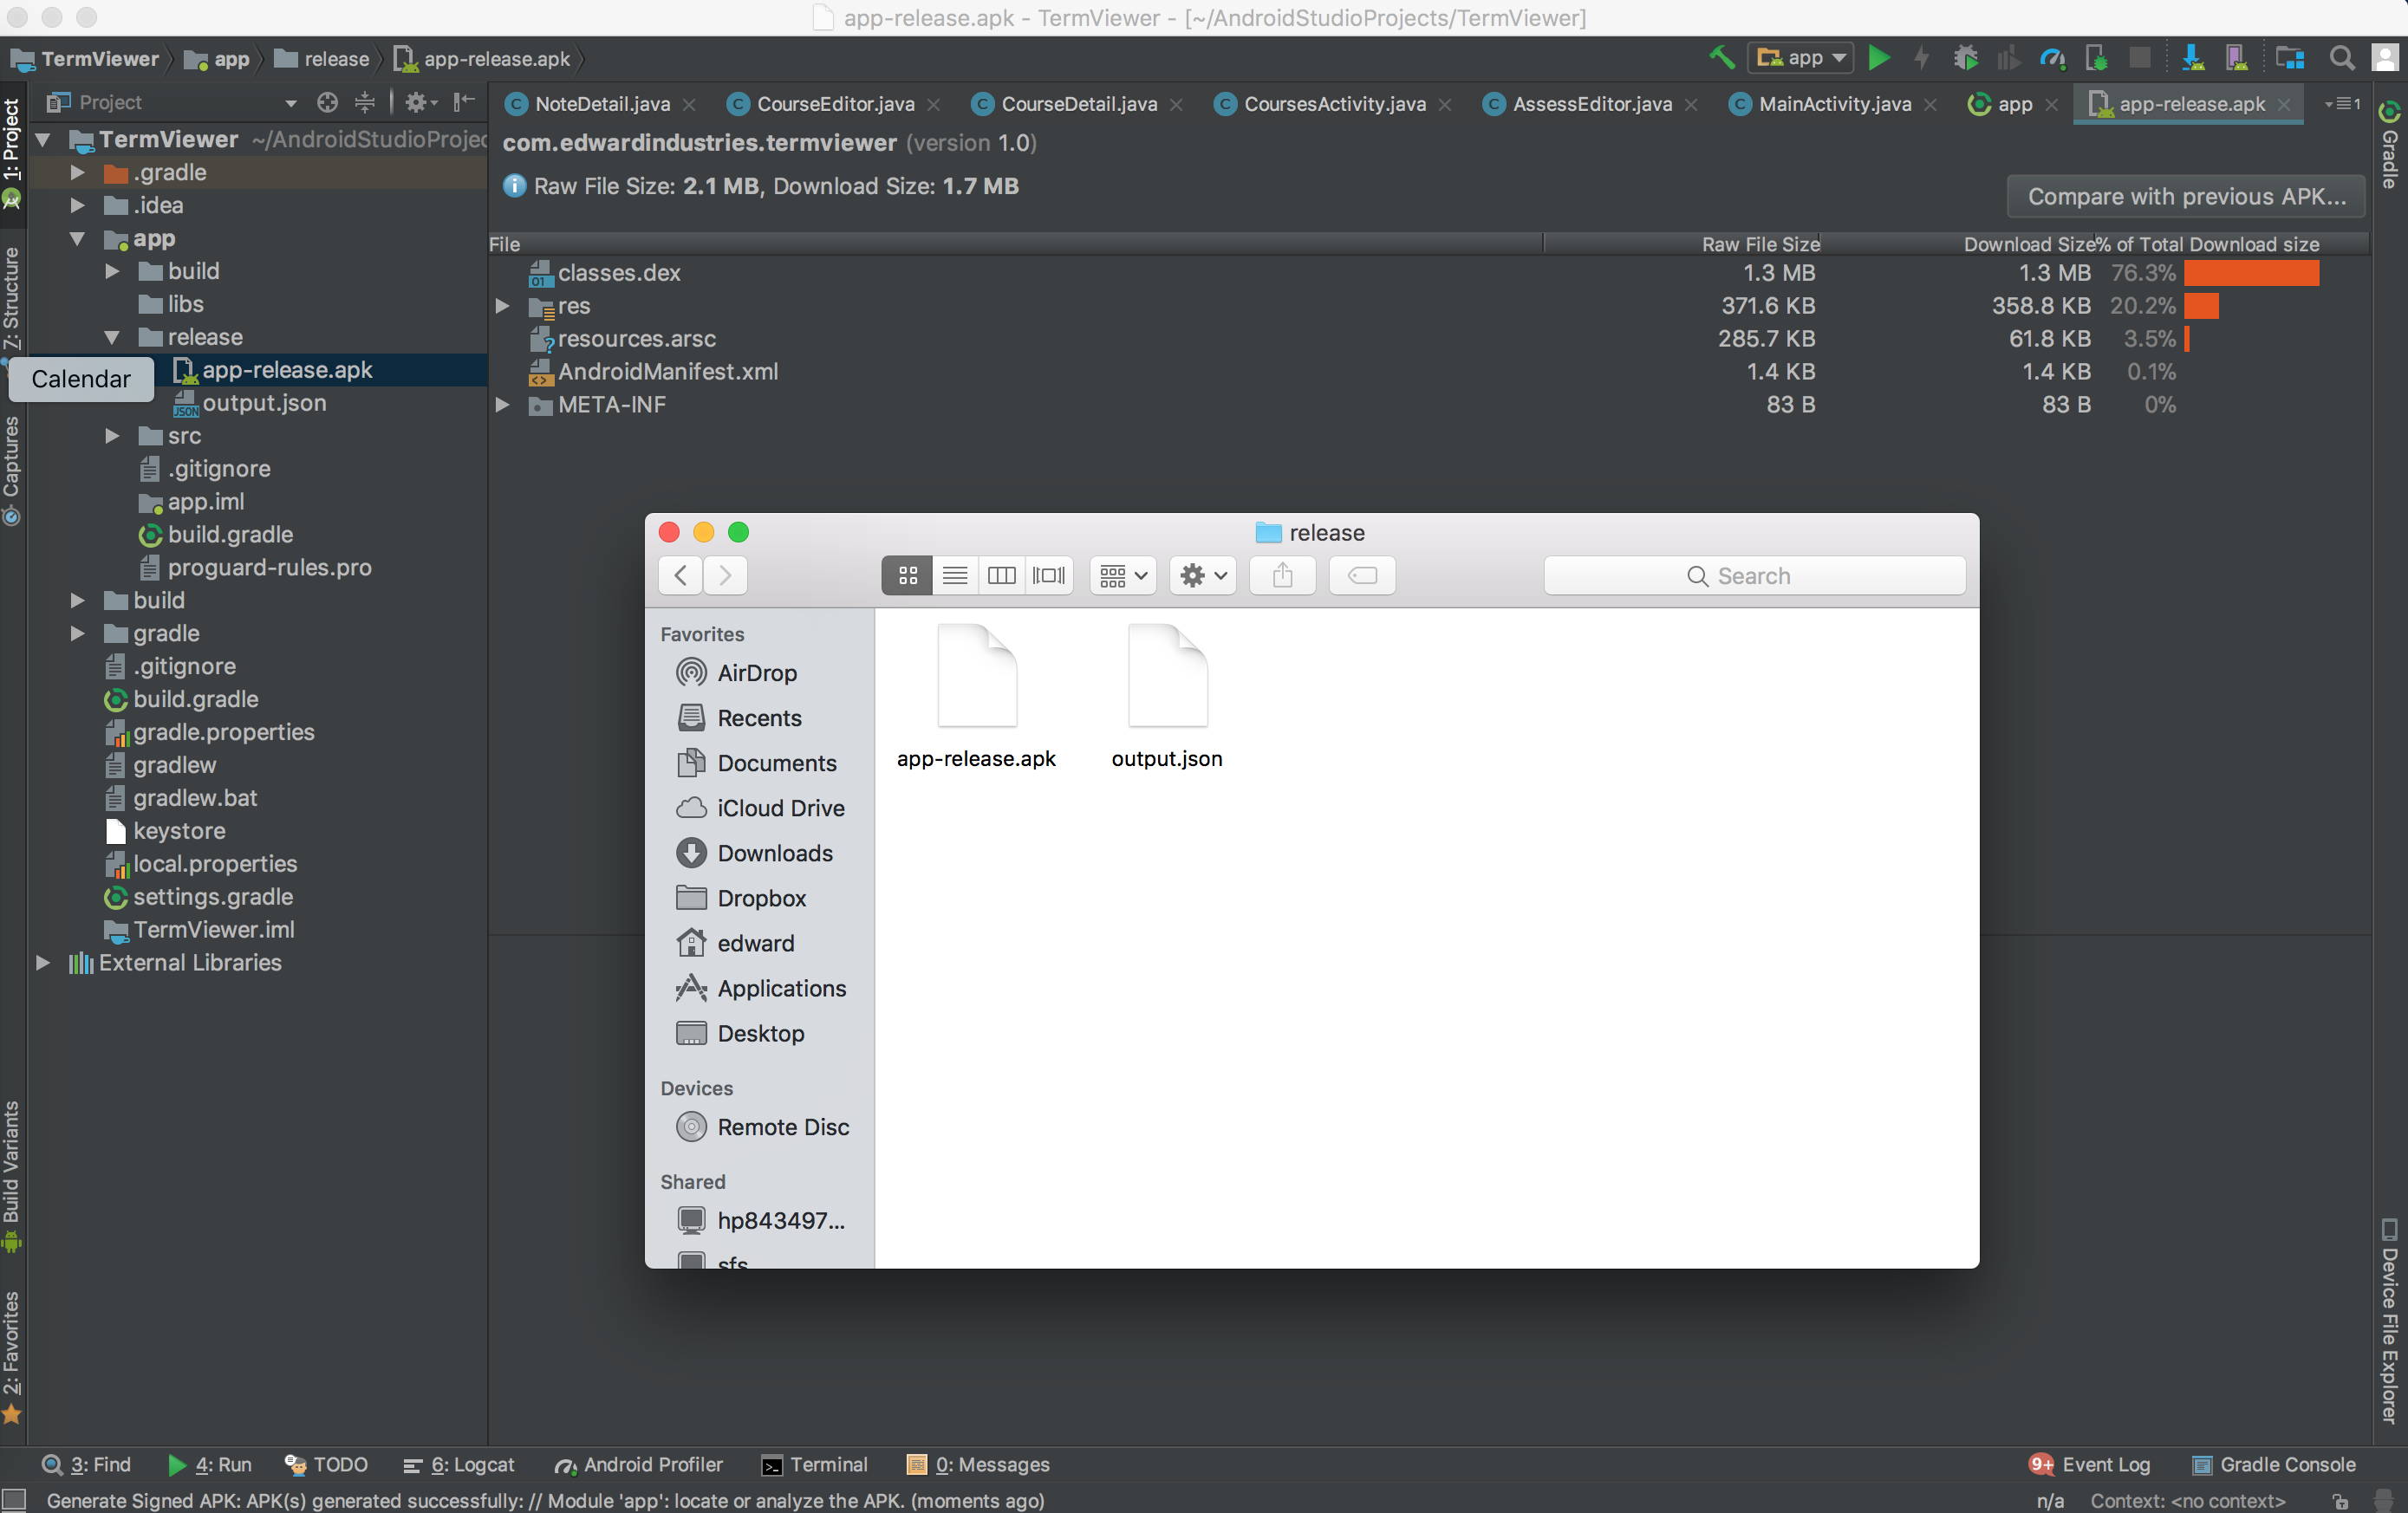 app-release.apk - TermViewer - [~/AndroidStudioProjects/TermViewer]
TermViewer app release app-release.apk
app
Project
NoteDetail.java CourseEditor.java CourseDetail.java CoursesActivity.java AssessEditor.java MainActivity.java app app-release.apk
1
1: Project
7: Structure
Captures
Build Variants
2: Favorites
Gradle
Device File Explorer
TermViewer ~/AndroidStudioProjec
.gradle
.idea
app
build
libs
release
app-release.apk
Calendar
output.json
src
.gitignore
app.iml
build.gradle
proguard-rules.pro
build
gradle
.gitignore
build.gradle
gradle.properties
gradlew
gradlew.bat
keystore
local.properties
settings.gradle
TermViewer.iml
External Libraries
com.edwardindustries.termviewer (version 1.0)
Raw File Size: 2.1 MB, Download Size: 1.7 MB
Compare with previous APK...
File Raw File Size Download Size % of Total Download size
classes.dex 1.3 MB 1.3 MB 76.3%
res 371.6 KB 358.8 KB 20.2%
resources.arsc 285.7 KB 61.8 KB 3.5%
AndroidManifest.xml 1.4 KB 1.4 KB 0.1%
META-INF 83 B 83 B 0%
release
Search
Favorites
AirDrop
Recents
Documents
iCloud Drive
Downloads
Dropbox
edward
Applications
Desktop
Devices
Remote Disc
Shared
hp843497...
sfs
app-release.apk
output.json
3: Find 4: Run TODO 6: Logcat Android Profiler Terminal 0: Messages 9+ Event Log Gradle Console
Generate Signed APK: APK(s) generated successfully: // Module 'app': locate or analyze the APK. (moments ago) n/a Context: <no context>